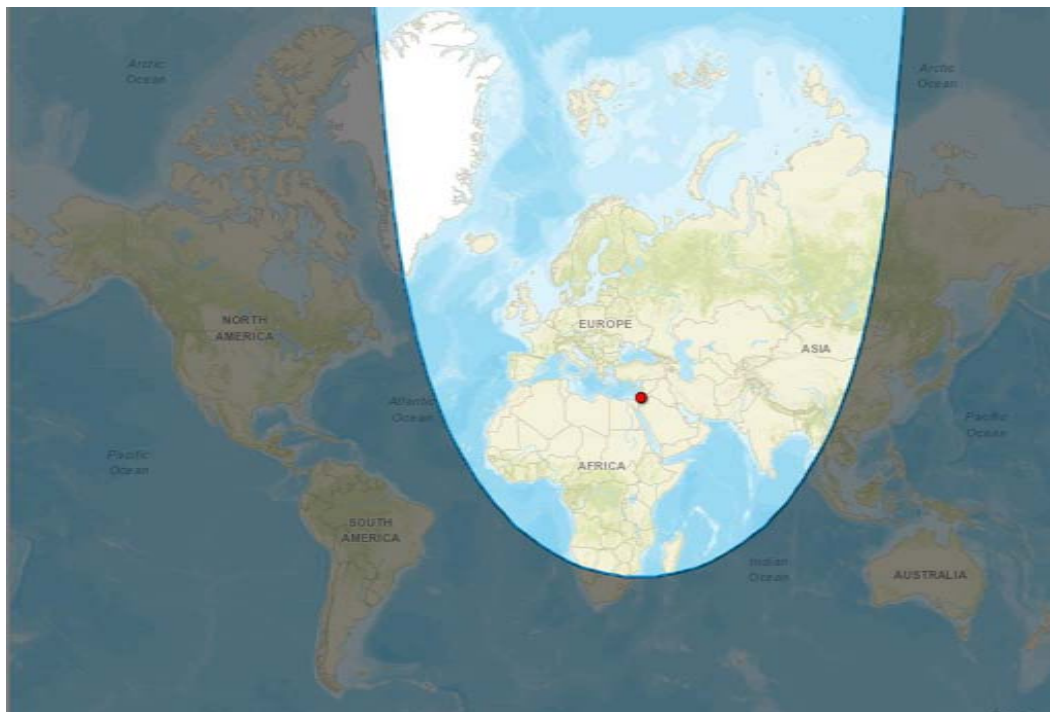 Arctic
Ocean
Arctic
Ocean
NORTH
AMERICA
EUROPE
ASIA
Atlantic
Ocean
Pacific
Ocean
Pacific
Ocean
AFRICA
SOUTH
AMERICA
Indian
Ocean
AUSTRALIA